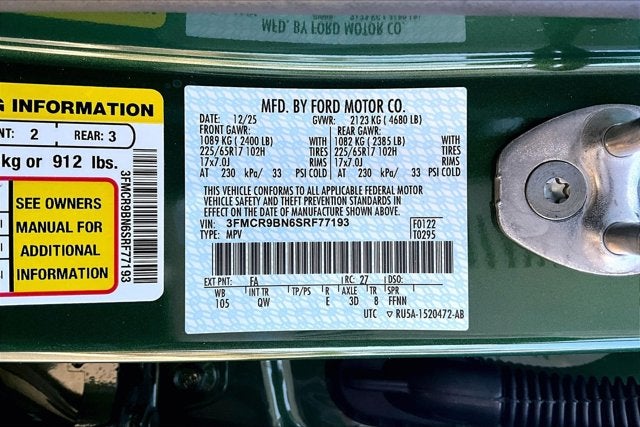 MFD. BY FORD MOTOR CO.
G INFORMATION
NT: 2 REAR: 3
kg or 912 lbs.
SEE OWNERS
MANUAL FOR
ADDITIONAL
INFORMATION
3FMCR9BN6SRF77193
MFD. BY FORD MOTOR CO.
DATE: 12/25 GVWR: 2123 KG ( 4680 LB)
FRONT GAWR: REAR GAWR:
1089 KG ( 2400 LB) WITH 1082 KG ( 2385 LB) WITH
225/65R17 102H TIRES 225/65R17 102H TIRES
17x7.0J RIMS 17x7.0J RIMS
AT 230 kPa/ 33 PSI COLD AT 230 kPa/ 33 PSI COLD
THIS VEHICLE CONFORMS TO ALL APPLICABLE FEDERAL MOTOR
VEHICLE SAFETY AND THEFT PREVENTION STANDARDS IN
EFFECT ON THE DATE OF MANUFACTURE SHOWN ABOVE.
VIN: 3FMCR9BN6SRF77193 F0122
TYPE: MPV T0295
EXT PNT: FA RC: 27 DSO:
WB INT TR TP/PS R AXLE TR SPR
105 QW E 3D 8 FFNN
UTC ▽ RU5A-1520472-AB